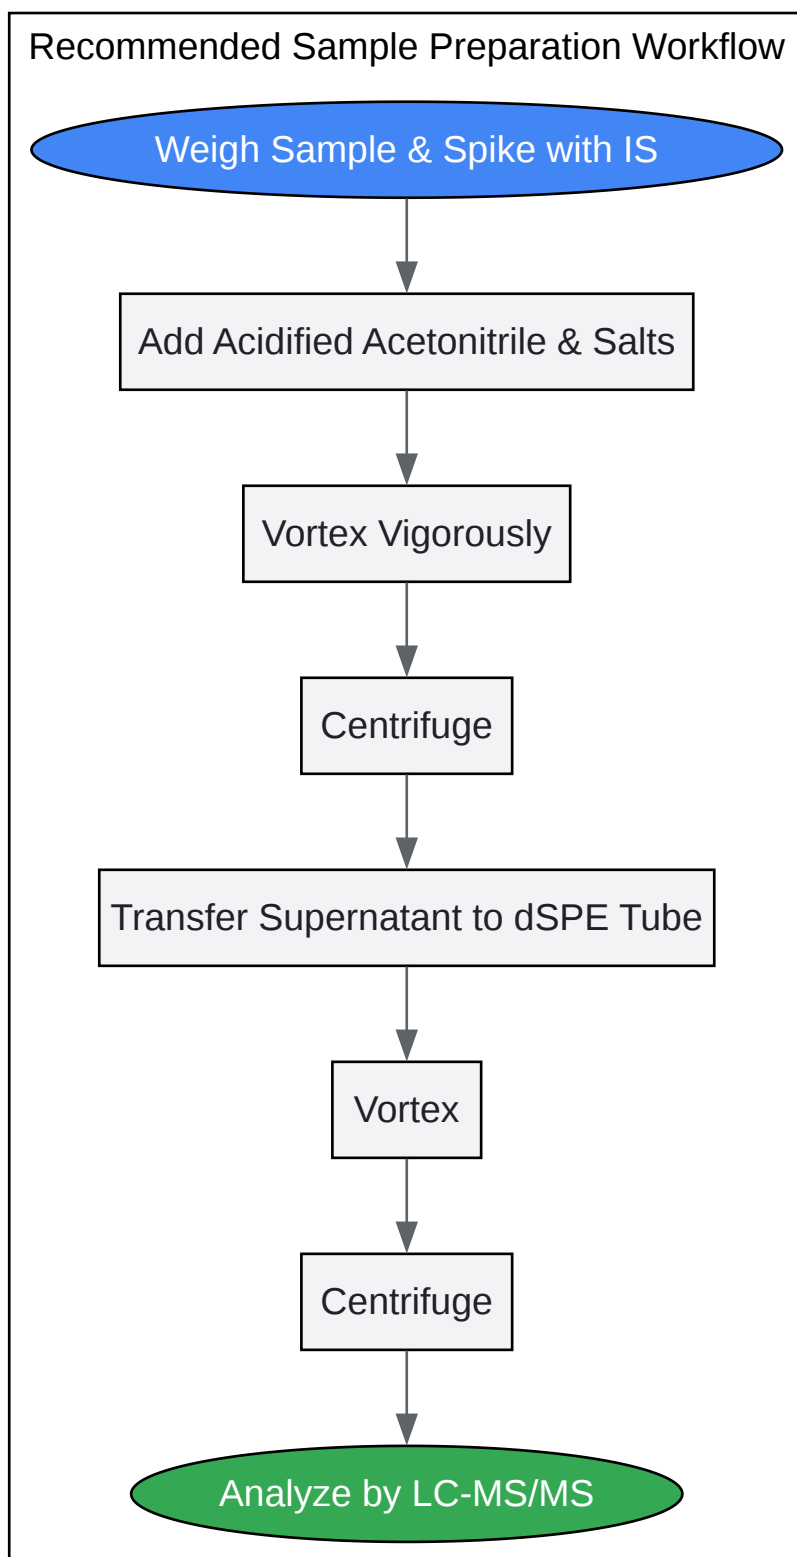 Recommended Sample Preparation Workflow
Weigh Sample & Spike with IS
Add Acidified Acetonitrile & Salts
Vortex Vigorously
Centrifuge
Transfer Supernatant to dSPE Tube
Vortex
Centrifuge
Analyze by LC-MS/MS